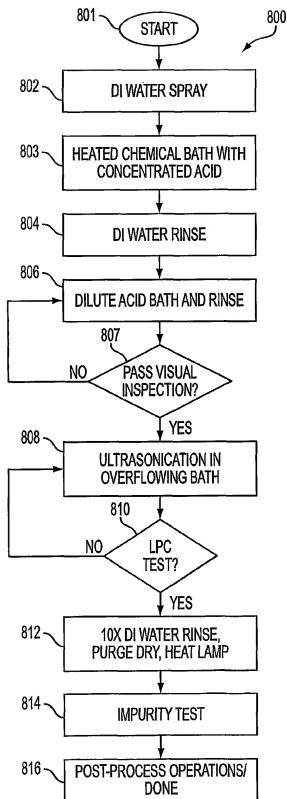 801
START
800
802
DI WATER SPRAY
803
HEATED CHEMICAL BATH WITH
CONCENTRATED ACID
804
DI WATER RINSE
806
DILUTE ACID BATH AND RINSE
807
NO
PASS VISUAL
INSPECTION?
YES
808
ULTRASONICATION IN
OVERFLOWING BATH
810
NO
LPC
TEST?
YES
812
10X DI WATER RINSE,
PURGE DRY, HEAT LAMP
814
IMPURITY TEST
816
POST-PROCESS OPERATIONS/
DONE